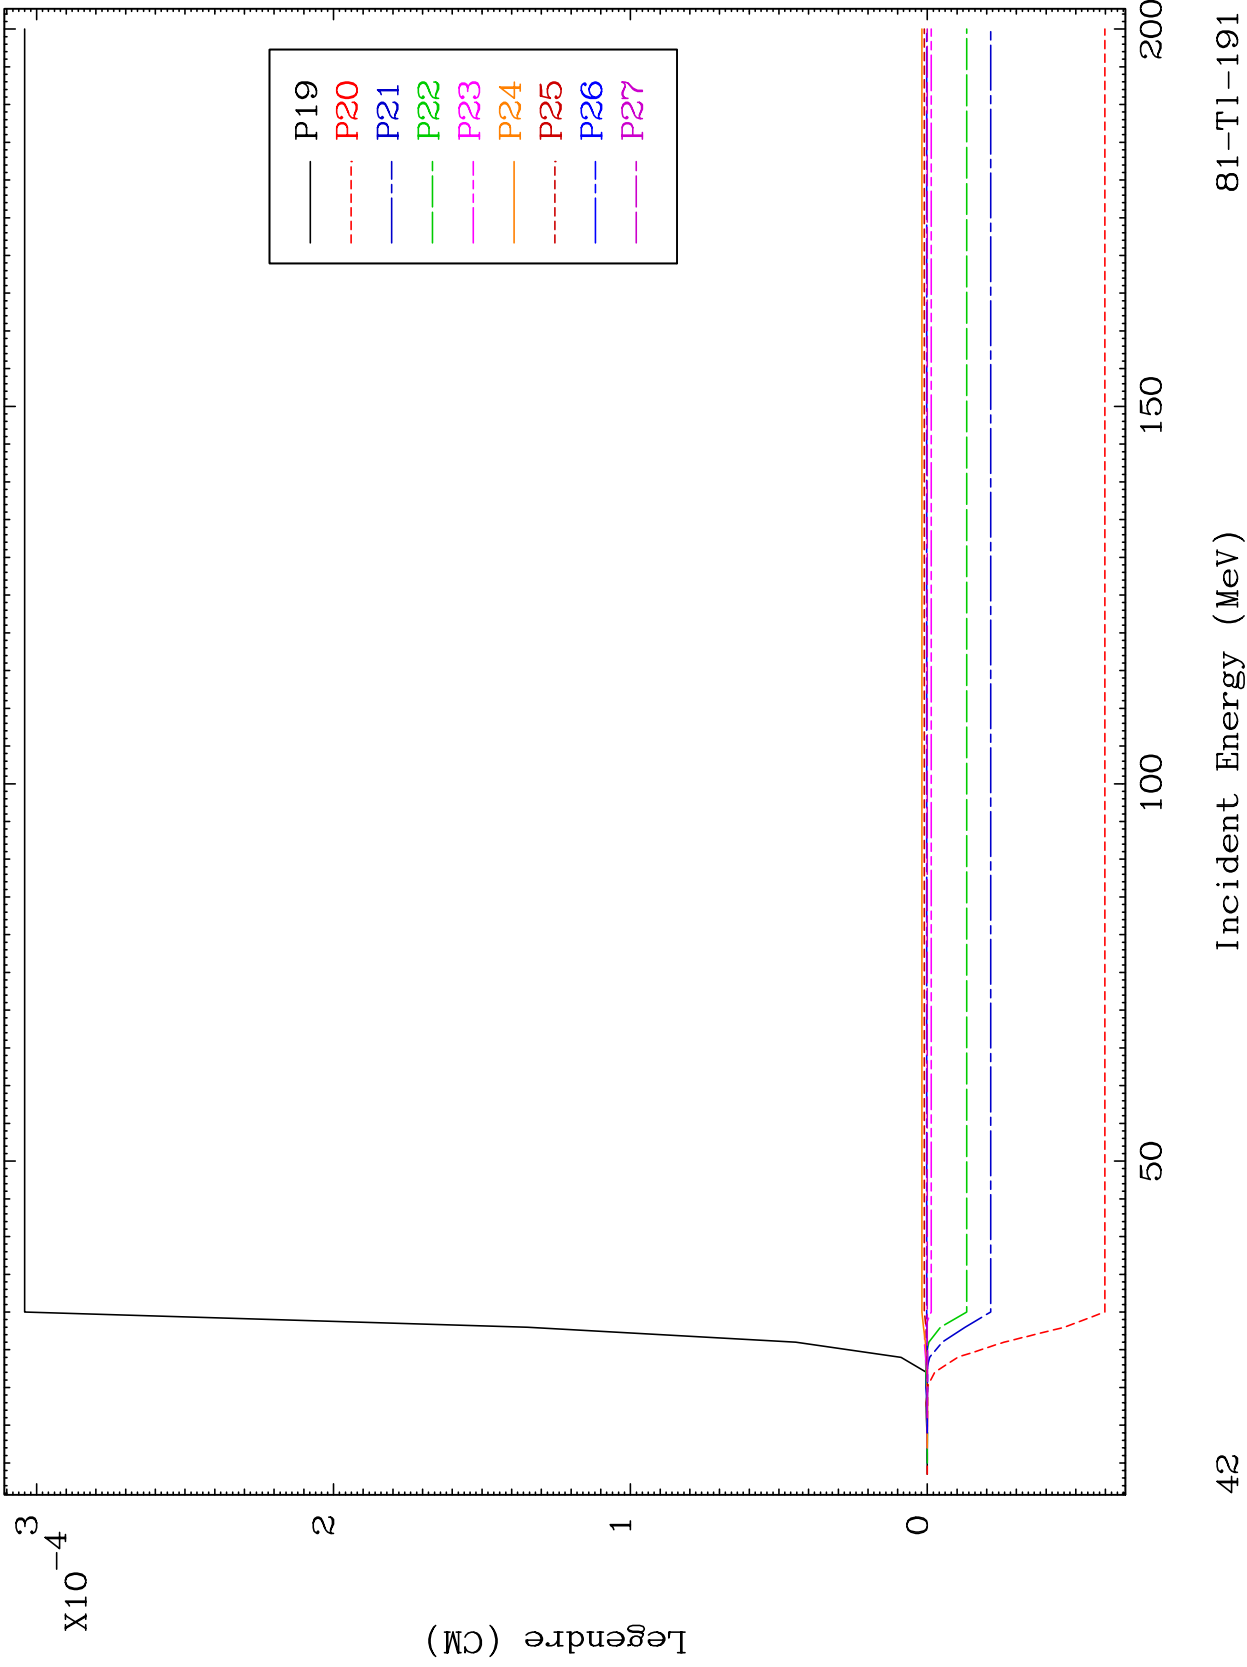 3
2
1
0
X10
-4
Legendre (CM)
P19
P20
P21
P22
P23
P24
P25
P26
P27
50
100
150
200
42
Incident Energy (MeV)
81-Tl-191